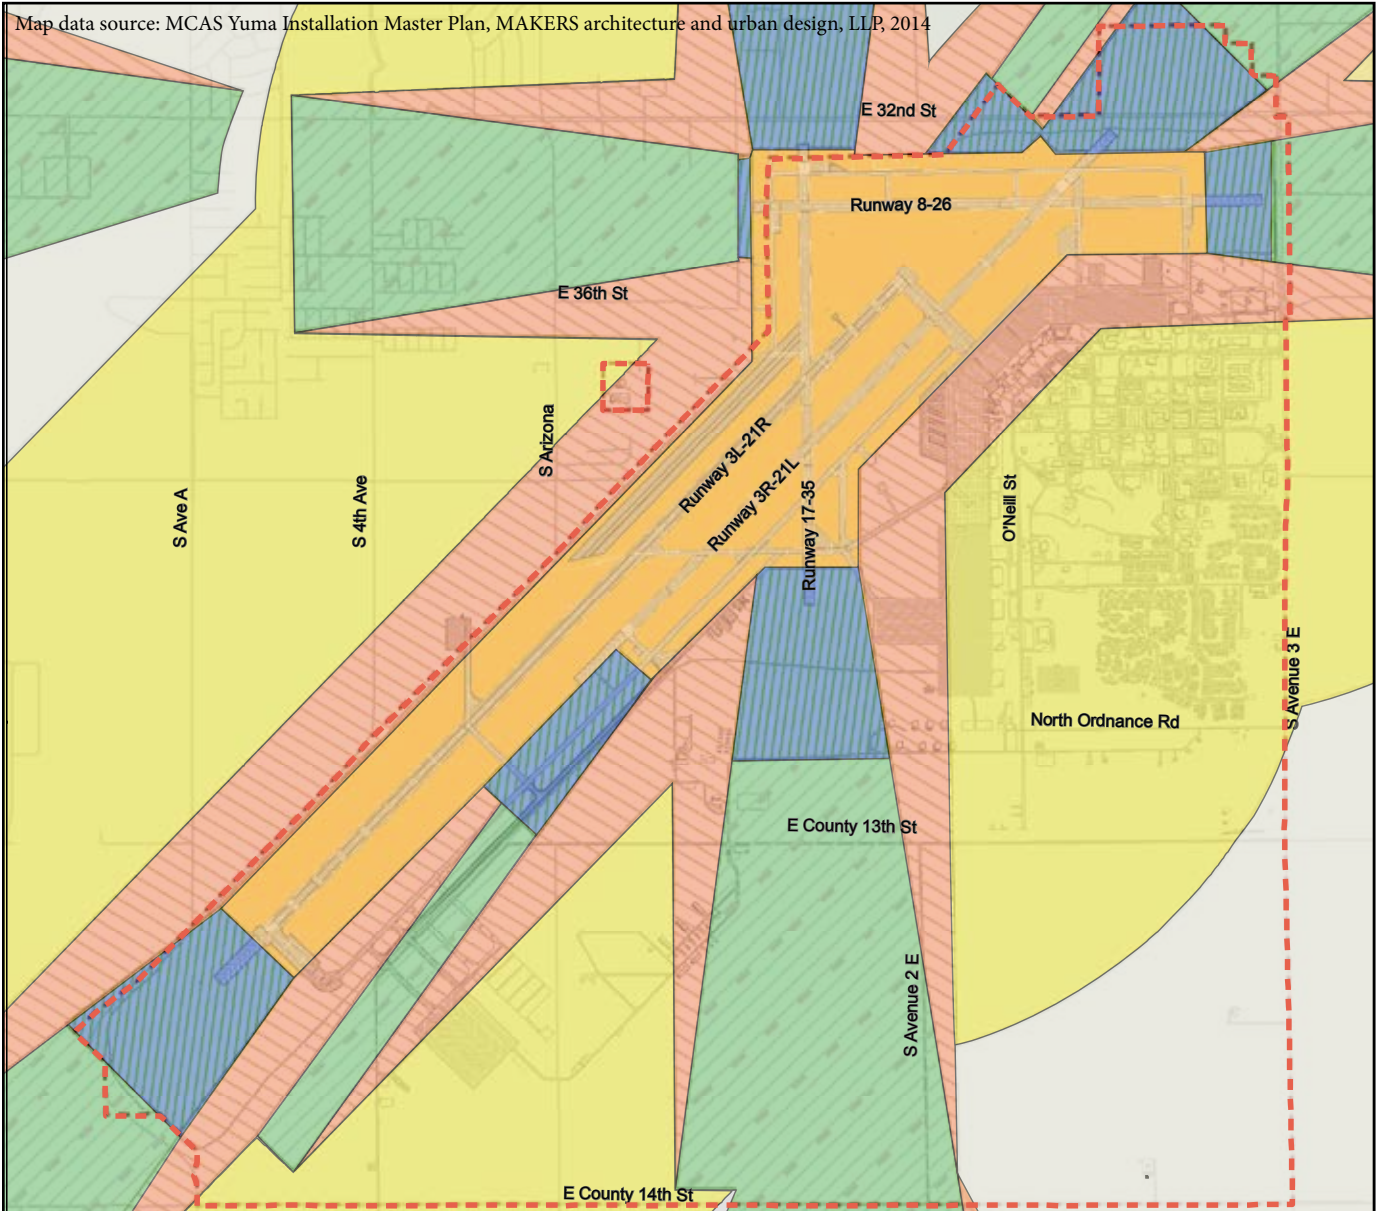 Map data source: MCAS Yuma Installation Master Plan, MAKERS architecture and urban design, LLP, 2014
E 32nd St
Runway 8-26
E 36th St
S Arizona
Runway 3L-21R
Runway 3R-21L
Runway 17-35
S Ave A
S 4th Ave
O'Neill St
S Avenue 3 E
North Ordnance Rd
E County 13th St
S Avenue 2 E
E County 14th St